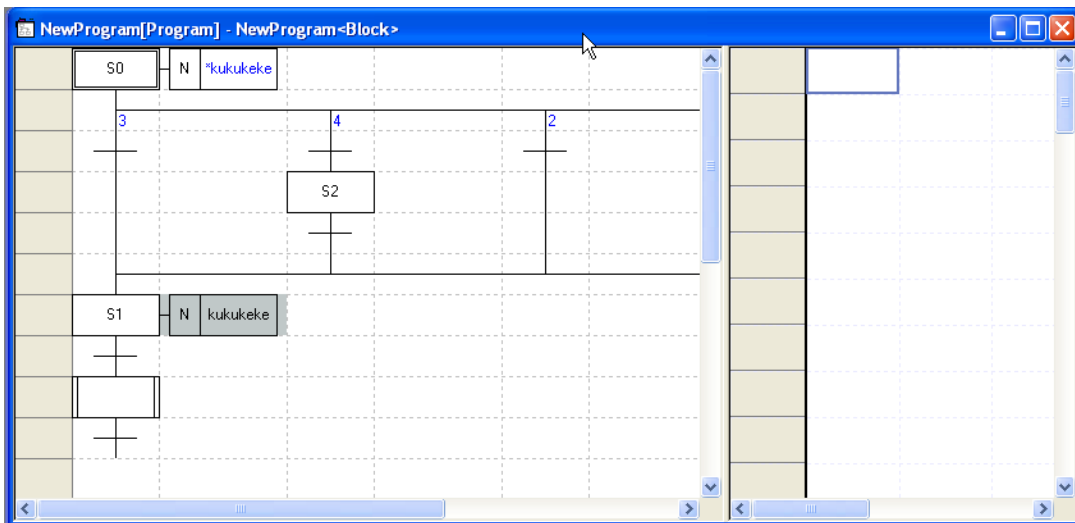 NewProgram[Program] - NewProgram<Block>
S0 N *kukukeke
3 4 2
S2
S1 N kukukeke